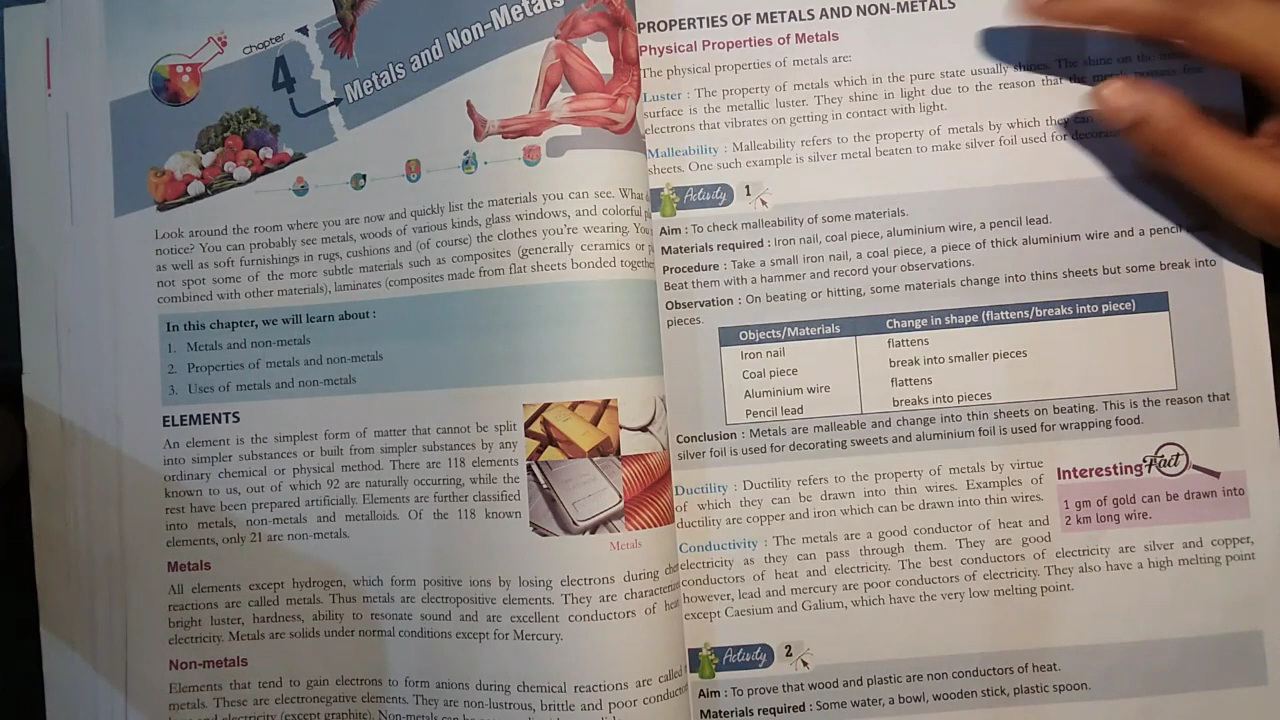 Chapter
4
Metals and Non-Metals
Look around the room where you are now and quickly list the materials you can see. What
notice? You can probably see metals, woods of various kinds, glass windows, and colorful
as well as soft furnishings in rugs, cushions and (of course) the clothes you're wearing. You
not spot some of the more subtle materials such as composites (generally ceramics or
combined with other materials), laminates (composites made from flat sheets bonded together
In this chapter, we will learn about :
1. Metals and non-metals
2. Properties of metals and non-metals
3. Uses of metals and non-metals
ELEMENTS
An element is the simplest form of matter that cannot be split
into simpler substances or built from simpler substances by any
ordinary chemical or physical method. There are 118 elements
known to us, out of which 92 are naturally occurring, while the
rest have been prepared artificially. Elements are further classified
into metals, non-metals and metalloids. Of the 118 known
elements, only 21 are non-metals.
Metals
Metals
All elements except hydrogen, which form positive ions by losing electrons during
reactions are called metals. Thus metals are electropositive elements. They are
bright luster, hardness, ability to resonate sound and are excellent conductors of
electricity. Metals are solids under normal conditions except for Mercury.
Non-metals
Elements that tend to gain electrons to form anions during chemical reactions are called
metals. These are electronegative elements. They are non-lustrous, brittle and poor
and electricity (except graphite). Non-metals can be
PROPERTIES OF METALS AND NON-METALS
Physical Properties of Metals
The physical properties of metals are:
Luster : The property of metals which in the pure state usually shines. The shine on the
surface is the metallic luster. They shine in light due to the reason that the
electrons that vibrates on getting in contact with light.
Malleability : Malleability refers to the property of metals by which they can
sheets. One such example is silver metal beaten to make silver foil used for
Activity 1
Aim : To check malleability of some materials.
Materials required : Iron nail, coal piece, aluminium wire, a pencil lead.
Procedure : Take a small iron nail, a coal piece, a piece of thick aluminium wire and a pencil
Beat them with a hammer and record your observations.
Observation : On beating or hitting, some materials change into thins sheets but some break into
pieces.
Objects/Materials Change in shape (flattens/breaks into piece)
Iron nail flattens
Coal piece break into smaller pieces
Aluminium wire flattens
Pencil lead breaks into pieces
Conclusion : Metals are malleable and change into thin sheets on beating. This is the reason that
silver foil is used for decorating sweets and aluminium foil is used for wrapping food.
Ductility : Ductility refers to the property of metals by virtue
of which they can be drawn into thin wires. Examples of
ductility are copper and iron which can be drawn into thin wires.
Interesting Fact
1 gm of gold can be drawn into
2 km long wire.
Conductivity : The metals are a good conductor of heat and
electricity as they can pass through them. They are good
conductors of heat and electricity. The best conductors of electricity are silver and copper,
however, lead and mercury are poor conductors of electricity. They also have a high melting point
except Caesium and Galium, which have the very low melting point.
Activity 2
Aim : To prove that wood and plastic are non conductors of heat.
Materials required : Some water, a bowl, wooden stick, plastic spoon.